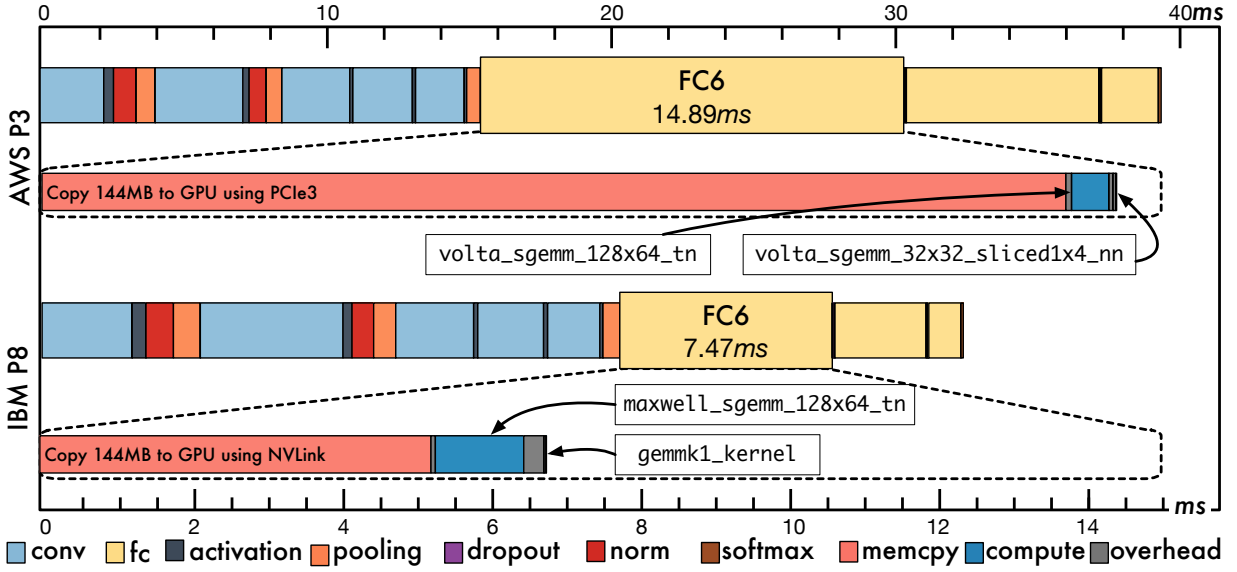 0 10 20 30 40ms
AWS P3
FC6
14.89ms
Copy 144MB to GPU using PCIe3
volta_sgemm_128x64_tn
volta_sgemm_32x32_sliced1x4_nn
IBM P8
FC6
7.47ms
maxwell_sgemm_128x64_tn
Copy 144MB to GPU using NVLink
gemmk1_kernel
ms
0 2 4 6 8 10 12 14
conv fc activation pooling dropout norm softmax memcpy compute overhead